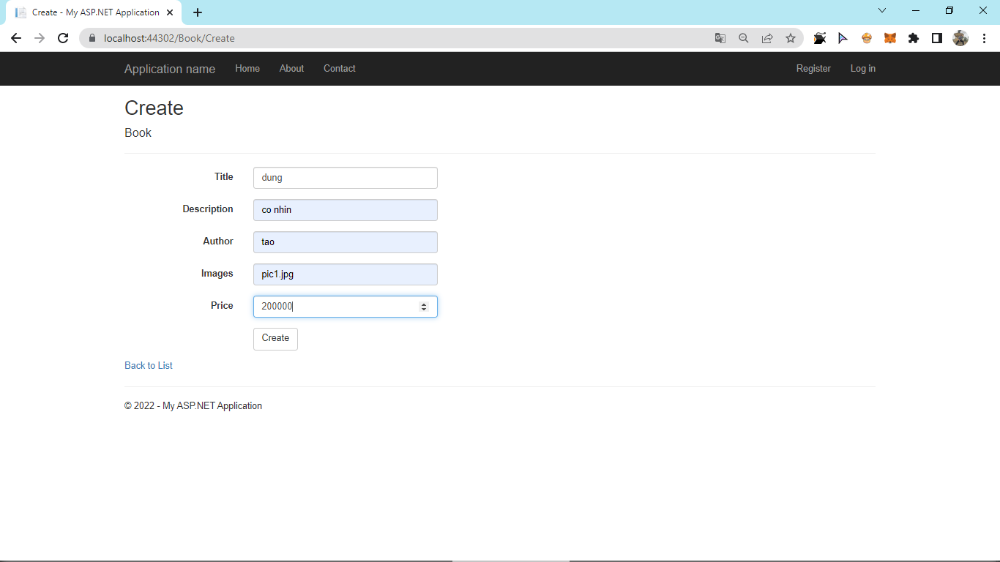 Create - My ASP.NET Application
localhost:44302/Book/Create
Application name Home About Contact Register Log in
Create
Book
Title dung
Description co nhin
Author tao
Images pic1.jpg
Price 200000
Create
Back to List
© 2022 - My ASP.NET Application